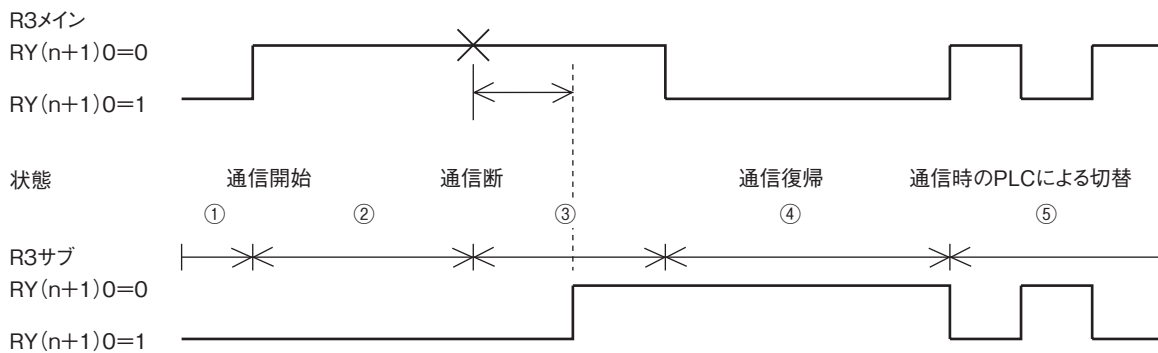 R3メイン
RY(n+1)0=0
RY(n+1)0=1
状態 通信開始 通信断 通信復帰 通信時のPLCによる切替
① ② ③ ④ ⑤
R3サブ
RY(n+1)0=0
RY(n+1)0=1